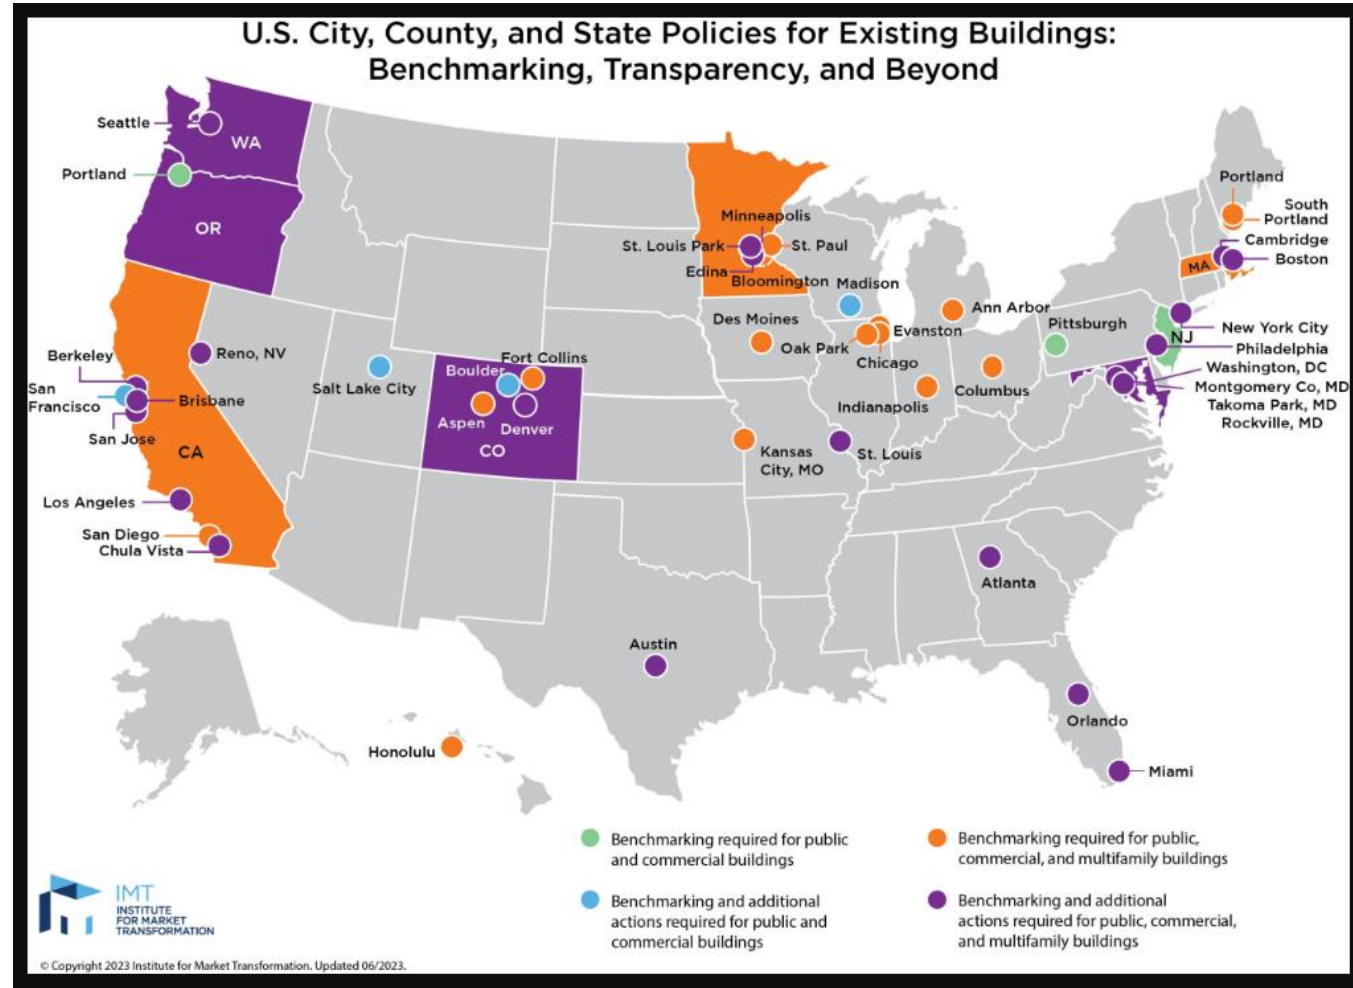 U.S. City, County, and State Policies for Existing Buildings:
Benchmarking, Transparency, and Beyond
Seattle
WA
Portland
OR
Berkeley
San
Francisco
Brisbane
San Jose
CA
Los Angeles
San Diego
Chula Vista
Reno, NV
Salt Lake City
Fort Collins
Boulder
Aspen
Denver
CO
Minneapolis
St. Louis Park
St. Paul
Edina
Bloomington
Madison
Des Moines
Oak Park
Evanston
Chicago
Ann Arbor
Indianapolis
Columbus
Kansas
City, MO
St. Louis
Pittsburgh
Portland
South
Portland
Cambridge
Boston
MA
NJ
New York City
Philadelphia
Washington, DC
Montgomery Co, MD
Takoma Park, MD
Rockville, MD
Atlanta
Austin
Orlando
Miami
Honolulu
Benchmarking required for public
and commercial buildings
Benchmarking required for public,
commercial, and multifamily buildings
Benchmarking and additional
actions required for public and
commercial buildings
Benchmarking and additional
actions required for public, commercial,
and multifamily buildings
IMT
INSTITUTE
FOR MARKET
TRANSFORMATION
© Copyright 2023 Institute for Market Transformation. Updated 06/2023.